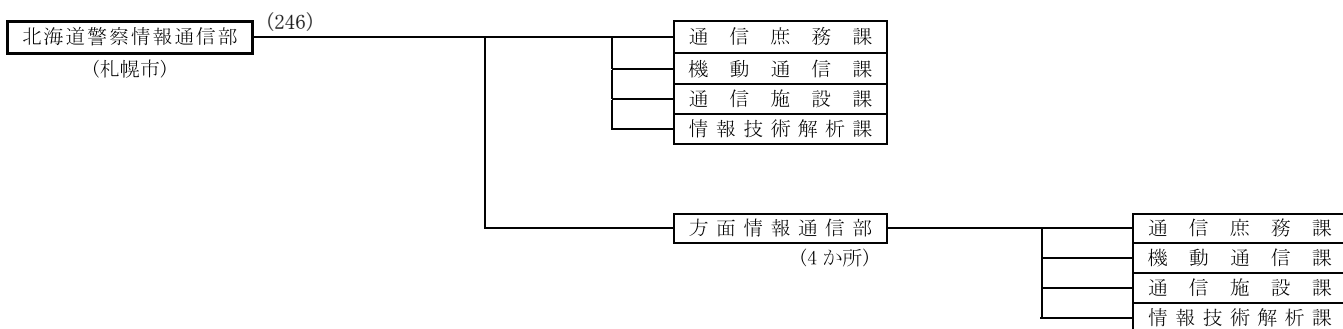 北海道警察情報通信部
(246)
(札幌市)
通信庶務課
機動通信課
通信施設課
情報技術解析課
方面情報通信部
(4か所)
通信庶務課
機動通信課
通信施設課
情報技術解析課